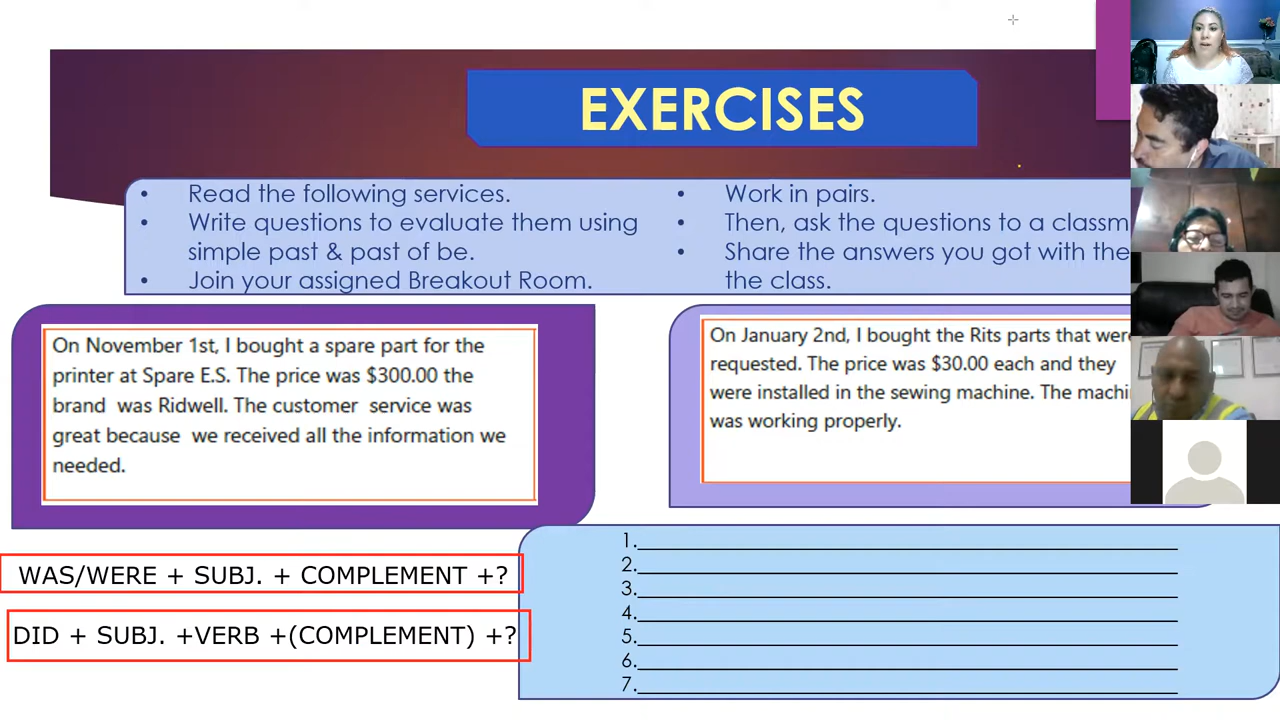 EXERCISES
• Read the following services.
• Write questions to evaluate them using
simple past & past of be.
• Join your assigned Breakout Room.
• Work in pairs.
• Then, ask the questions to a classm
• Share the answers you got with the
the class.
On November 1st, I bought a spare part for the
printer at Spare E.S. The price was $300.00 the
brand was Ridwell. The customer service was
great because we received all the information we
needed.
On January 2nd, I bought the Rits parts that were
requested. The price was $30.00 each and they
were installed in the sewing machine. The machi
was working properly.
WAS/WERE + SUBJ. + COMPLEMENT +?
DID + SUBJ. +VERB +(COMPLEMENT) +?
1.
2.
3.
4.
5.
6.
7.